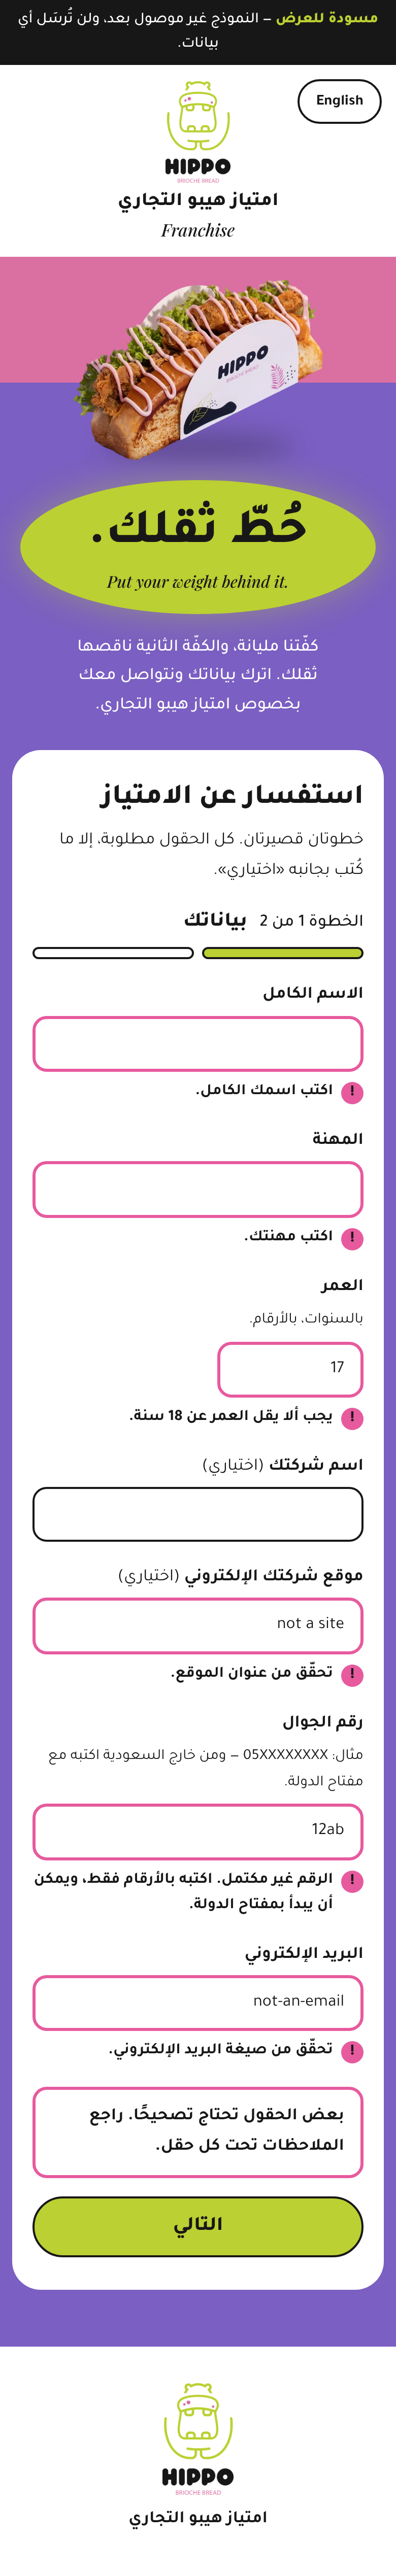 مسودة للعرض – النموذج غير موصول بعد، ولن تُرسَل أي
بيانات.
English
HIPPO
BRIOCHE BREAD
امتياز هيبو التجاري
Franchise
HIPPO
BRIOCHE BREAD
حُطّ ثقلك.
Put your weight behind it.
كفّتنا مليانة، والكفّة الثانية ناقصها
ثقلك. اترك بياناتك ونتواصل معك
بخصوص امتياز هيبو التجاري.
استفسار عن الامتياز
خطوتان قصيرتان. كل الحقول مطلوبة، إلا ما
كُتب بجانبه «اختياري».
الخطوة 1 من 2 بياناتك
الاسم الكامل
! اكتب اسمك الكامل.
المهنة
! اكتب مهنتك.
العمر
بالسنوات، بالأرقام.
17
! يجب ألا يقل العمر عن 18 سنة.
اسم شركتك (اختياري)
موقع شركتك الإلكتروني (اختياري)
not a site
! تحقّق من عنوان الموقع.
رقم الجوال
مثال: 05XXXXXXXX – ومن خارج السعودية اكتبه مع
مفتاح الدولة.
12ab
! الرقم غير مكتمل. اكتبه بالأرقام فقط، ويمكن
أن يبدأ بمفتاح الدولة.
البريد الإلكتروني
not-an-email
! تحقّق من صيغة البريد الإلكتروني.
بعض الحقول تحتاج تصحيحًا. راجع
الملاحظات تحت كل حقل.
التالي
HIPPO
BRIOCHE BREAD
امتياز هيبو التجاري